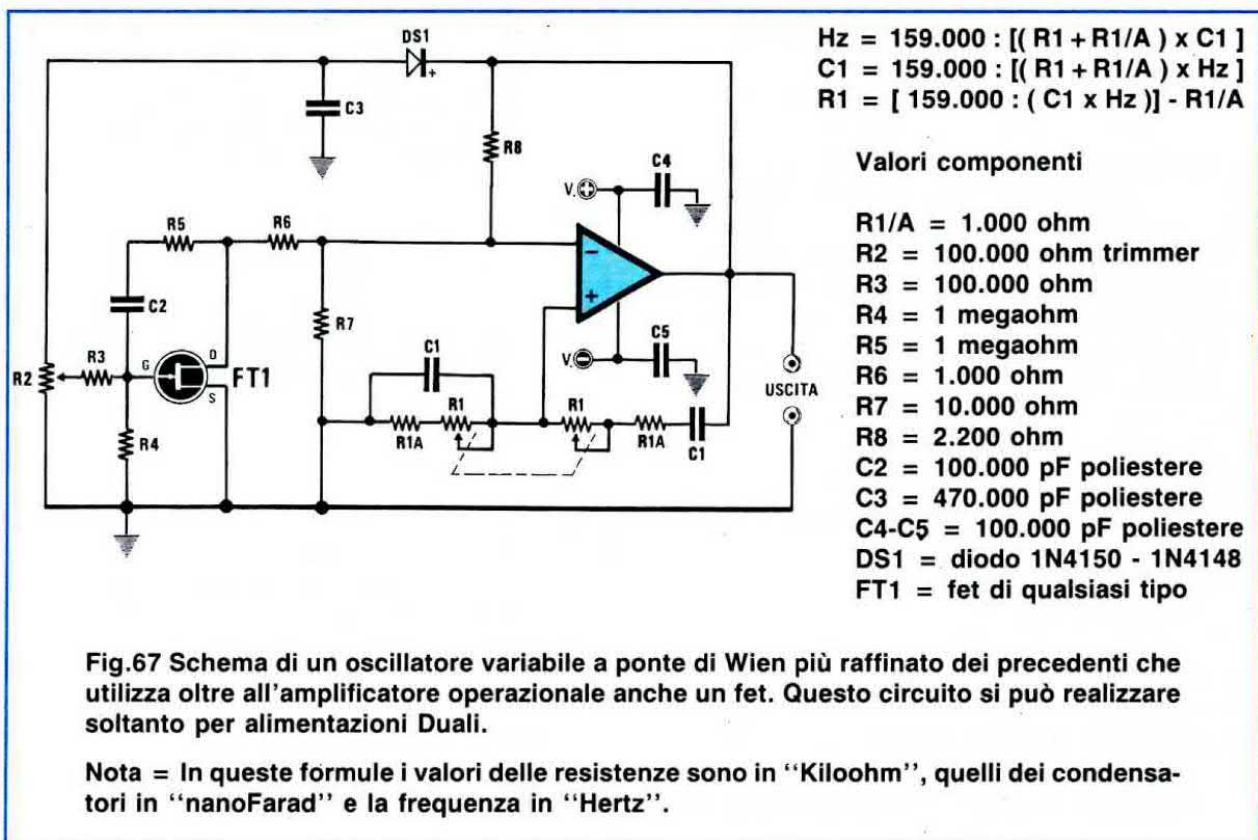 DS1
+
C3
R8
C4
V.+
R5
R6
−
+
C2
R7
C1
V.−
C5
R2
R3
G
D
S
FT1
USCITA
R4
R1A
R1
R1
R1A
C1
Hz = 159.000 : [( R1 + R1/A ) x C1 ]
C1 = 159.000 : [( R1 + R1/A ) x Hz ]
R1 = [ 159.000 : ( C1 x Hz )] - R1/A
Valori componenti
R1/A = 1.000 ohm
R2 = 100.000 ohm trimmer
R3 = 100.000 ohm
R4 = 1 megaohm
R5 = 1 megaohm
R6 = 1.000 ohm
R7 = 10.000 ohm
R8 = 2.200 ohm
C2 = 100.000 pF poliestere
C3 = 470.000 pF poliestere
C4-C5 = 100.000 pF poliestere
DS1 = diodo 1N4150 - 1N4148
FT1 = fet di qualsiasi tipo
Fig.67 Schema di un oscillatore variabile a ponte di Wien più raffinato dei precedenti che
utilizza oltre all'amplificatore operazionale anche un fet. Questo circuito si può realizzare
soltanto per alimentazioni Duali.
Nota = In queste formule i valori delle resistenze sono in "Kiloohm", quelli dei condensa-
tori in "nanoFarad" e la frequenza in "Hertz".